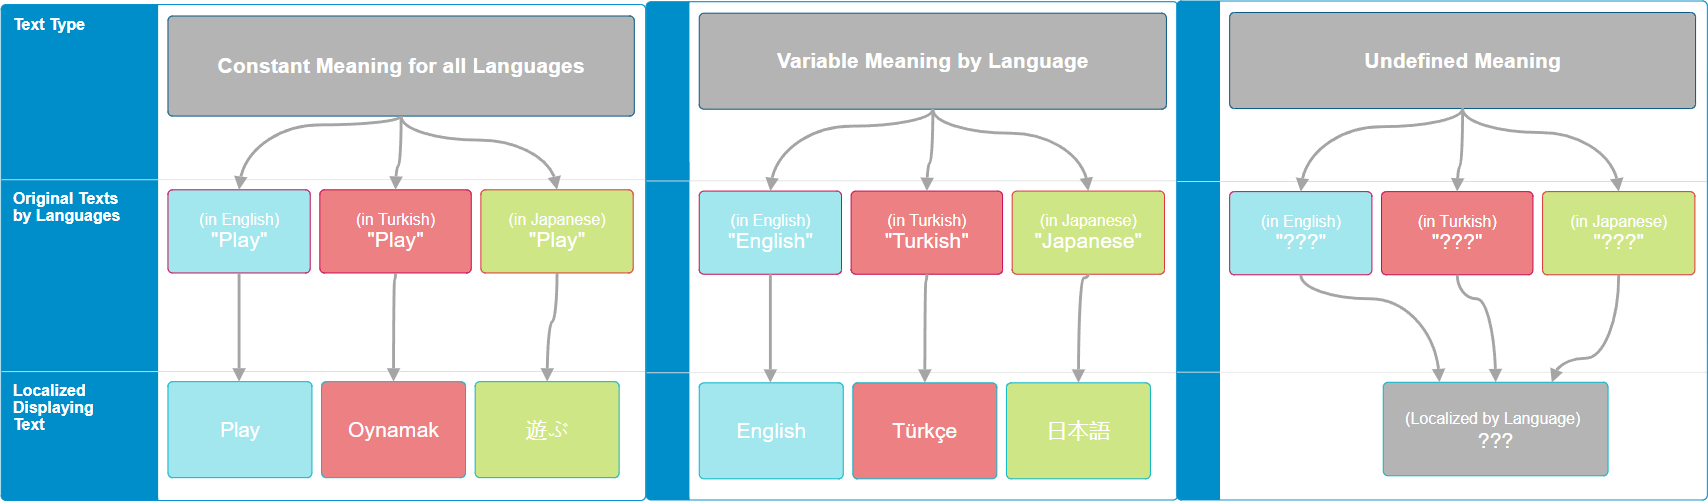 Text Type
Constant Meaning for all Languages
Variable Meaning by Language
Undefined Meaning
Original Texts
by Languages
(in English)
"Play"
(in Turkish)
"Play"
(in Japanese)
"Play"
(in English)
"English"
(in Turkish)
"Turkish"
(in Japanese)
"Japanese"
(in English)
"???"
(in Turkish)
"???"
(in Japanese)
"???"
Localized
Displaying
Text
Play
Oynamak
遊ぶ
English
Türkçe
日本語
(Localized by Language)
???